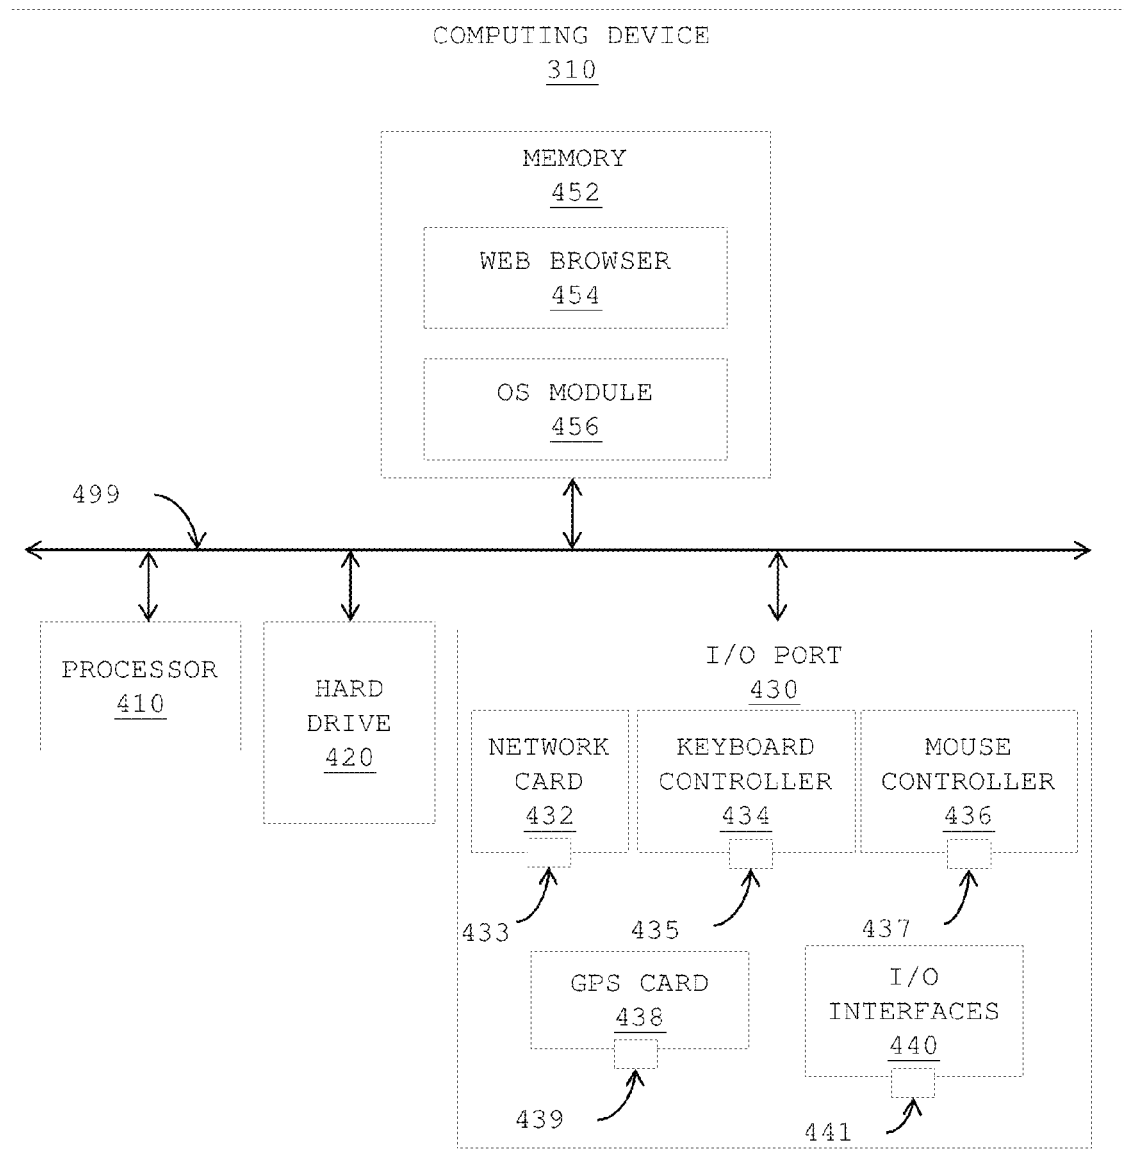 COMPUTING DEVICE
310
MEMORY
452
WEB BROWSER
454
OS MODULE
456
499
PROCESSOR
410
HARD
DRIVE
420
I/O PORT
430
NETWORK
CARD
432
KEYBOARD
CONTROLLER
434
MOUSE
CONTROLLER
436
433
435
437
GPS CARD
438
I/O
INTERFACES
440
439
441